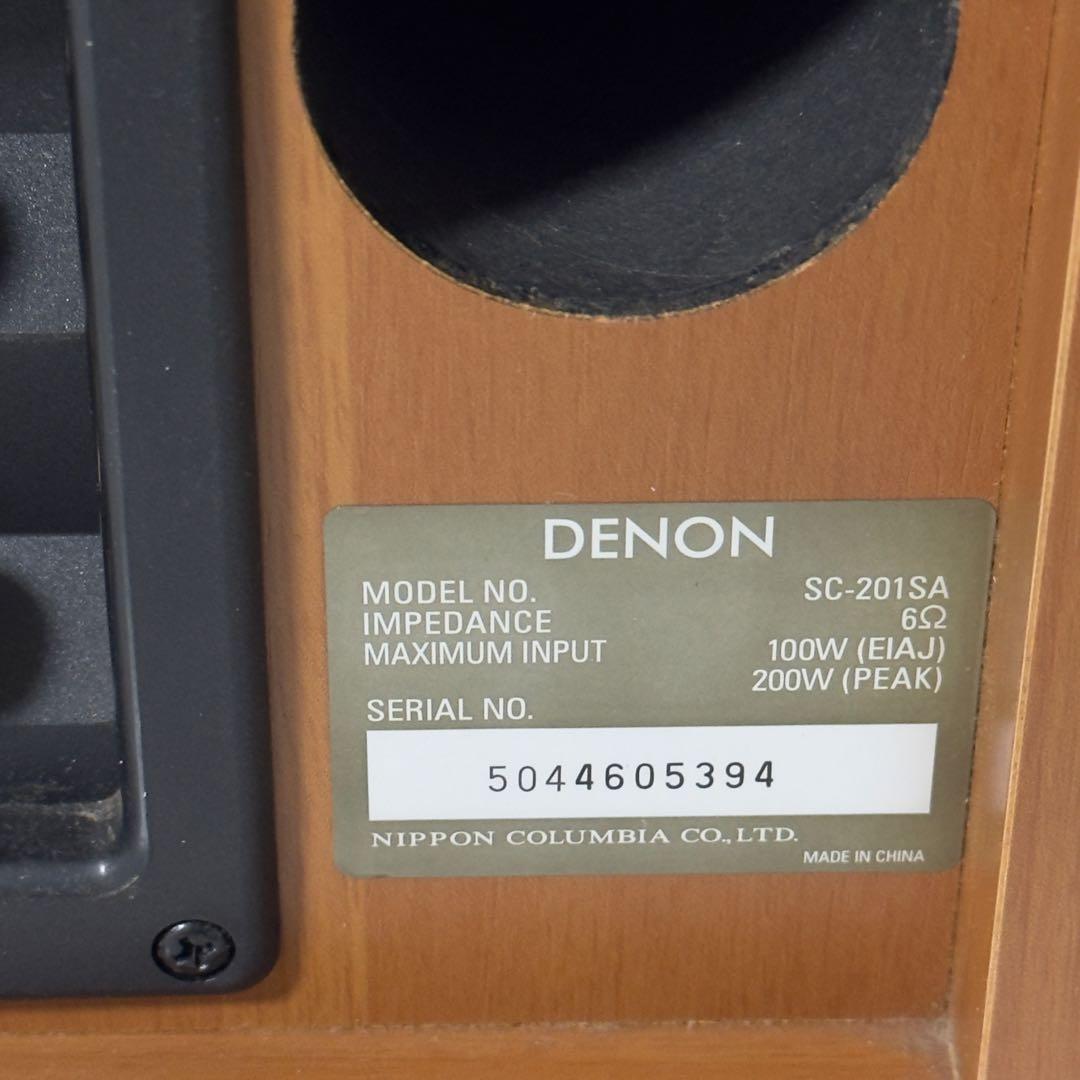 DENON
MODEL NO. SC-201SA
IMPEDANCE 6Ω
MAXIMUM INPUT 100W (EIAJ)
200W (PEAK)
SERIAL NO.
5044605394
NIPPON COLUMBIA CO., LTD.
MADE IN CHINA